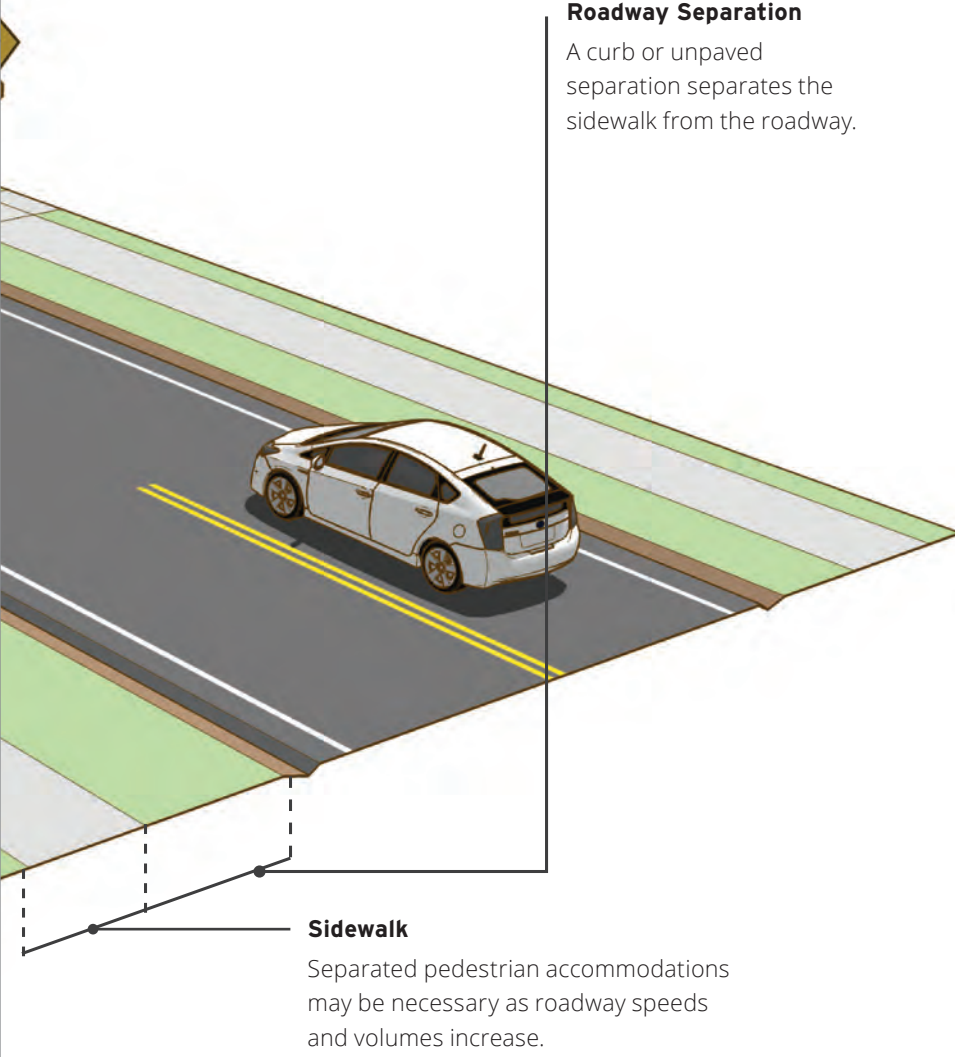 Roadway Separation
A curb or unpaved
separation separates the
sidewalk from the roadway.
Sidewalk
Separated pedestrian accommodations
may be necessary as roadway speeds
and volumes increase.